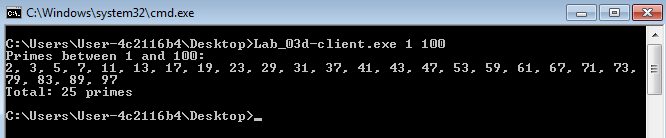 C:\Windows\system32\cmd.exe
C:\Users\User-4c2116b4\Desktop>Lab_03d-client.exe 1 100
Primes between 1 and 100:
2, 3, 5, 7, 11, 13, 17, 19, 23, 29, 31, 37, 41, 43, 47, 53, 59, 61, 67, 71, 73,
79, 83, 89, 97
Total: 25 primes
C:\Users\User-4c2116b4\Desktop>_